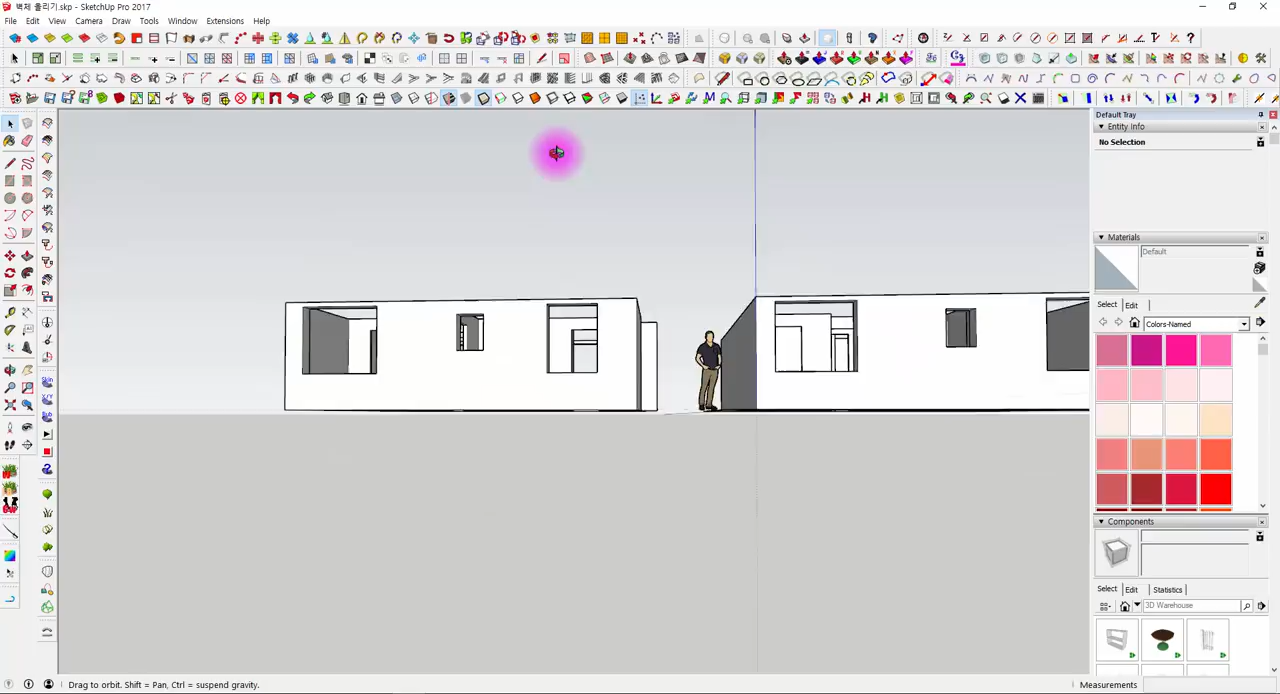 벽체 올리기.skp - SketchUp Pro 2017
File Edit View Camera Draw Tools Window Extensions Help
Default Tray
Entity Info
No Selection
Materials
Default
Select Edit
Colors-Named
Components
Select Edit Statistics
3D Warehouse
Drag to orbit. Shift = Pan, Ctrl = suspend gravity.
Measurements